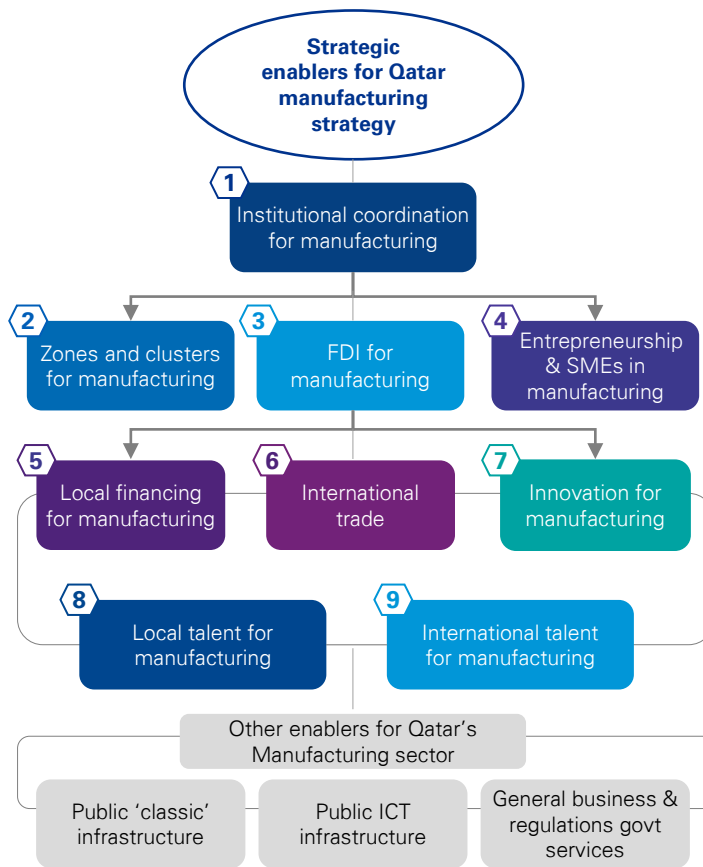 Strategic
enablers for Qatar
manufacturing
strategy
1
Institutional coordination
for manufacturing
2
Zones and clusters
for manufacturing
3
FDI for
manufacturing
4
Entrepreneurship
& SMEs in
manufacturing
5
Local financing
for manufacturing
6
International
trade
7
Innovation for
manufacturing
8
Local talent for
manufacturing
9
International talent
for manufacturing
Other enablers for Qatar’s
Manufacturing sector
Public ‘classic’
infrastructure
Public ICT
infrastructure
General business &
regulations govt
services